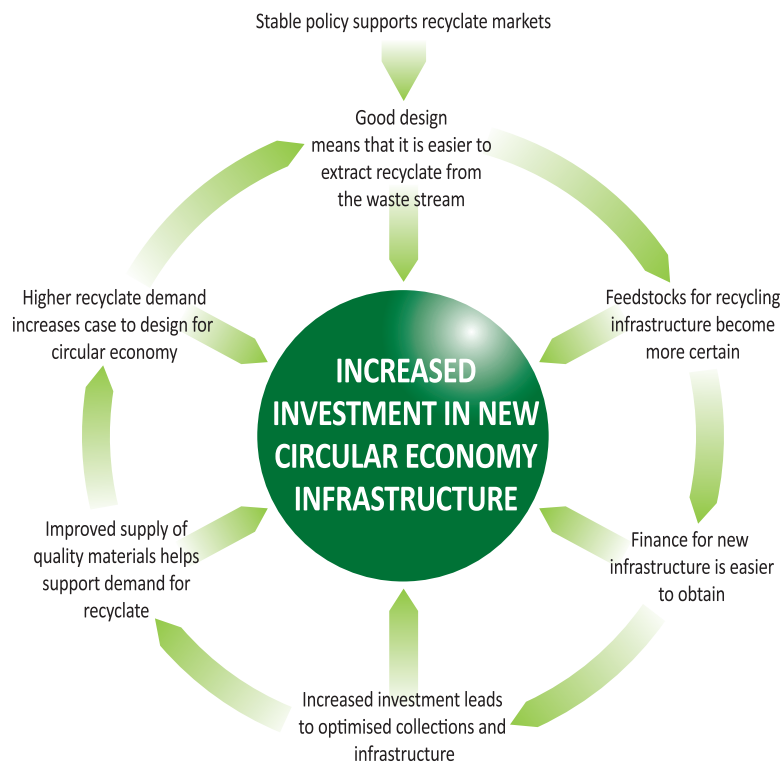 Stable policy supports recyclate markets
Good design
means that it is easier to
extract recyclate from
the waste stream
Feedstocks for recycling
infrastructure become
more certain
Finance for new
infrastructure is easier
to obtain
Increased investment leads
to optimised collections and
infrastructure
Improved supply of
quality materials helps
support demand for
recyclate
Higher recyclate demand
increases case to design for
circular economy
INCREASED
INVESTMENT IN NEW
CIRCULAR ECONOMY
INFRASTRUCTURE